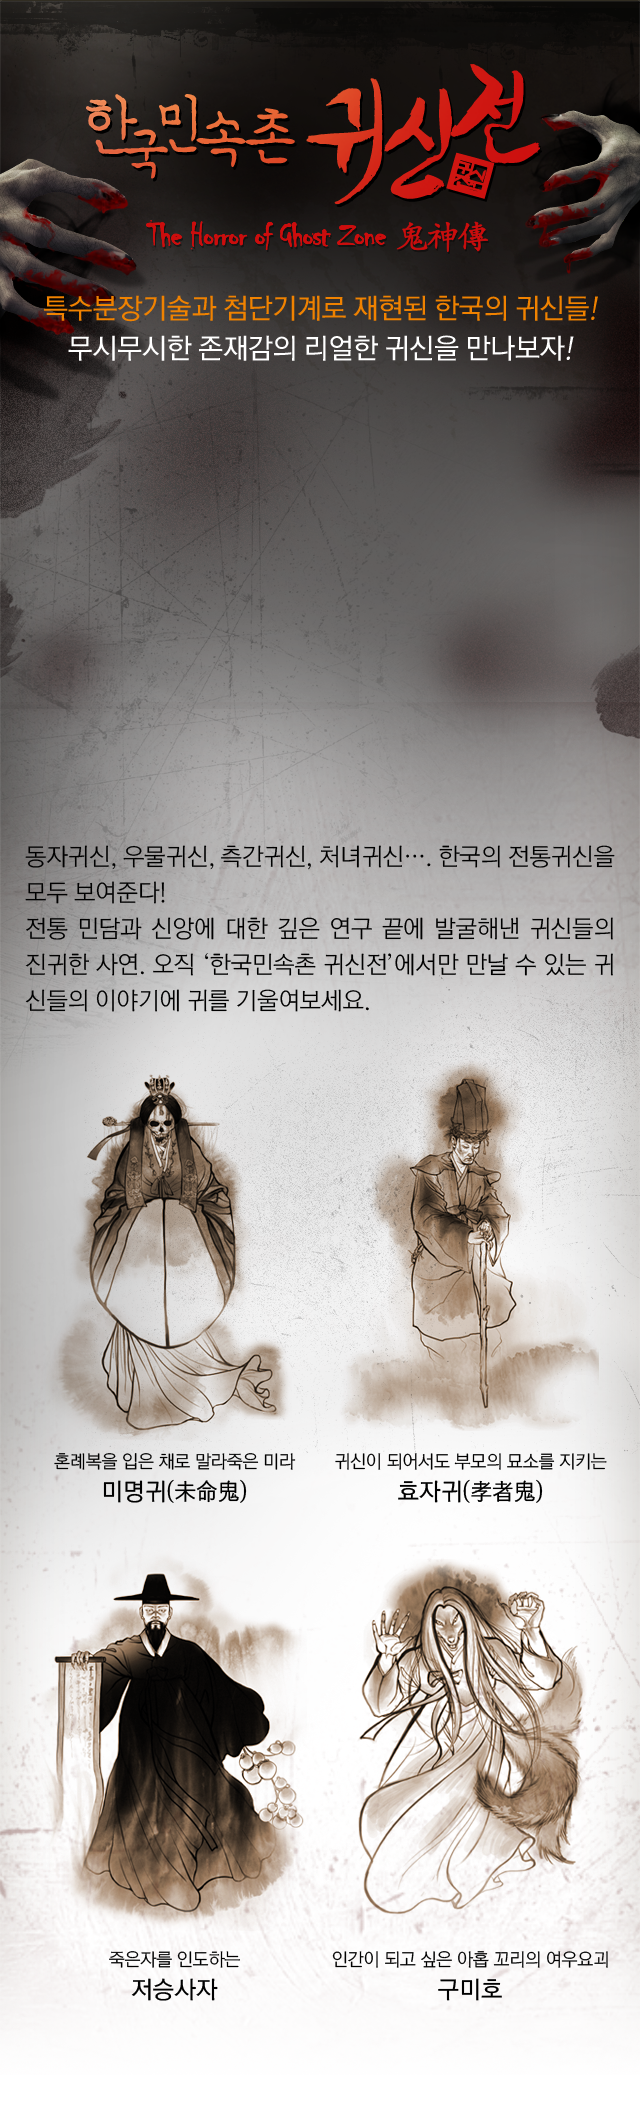 한국민속촌 귀신전
The Horror of Ghost Zone 鬼神傳
특수분장기술과 첨단기계로 재현된 한국의 귀신들!
무시무시한 존재감의 리얼한 귀신을 만나보자!
동자귀신, 우물귀신, 측간귀신, 처녀귀신…. 한국의 전통귀신을
모두 보여준다!
전통 민담과 신앙에 대한 깊은 연구 끝에 발굴해낸 귀신들의
진귀한 사연. 오직 ‘한국민속촌 귀신전’에서만 만날 수 있는 귀
신들의 이야기에 귀를 기울여보세요.
혼례복을 입은 채로 말라죽은 미라
미명귀(未命鬼)
귀신이 되어서도 부모의 묘소를 지키는
효자귀(孝者鬼)
죽은자를 인도하는
저승사자
인간이 되고 싶은 아홉 꼬리의 여우요괴
구미호